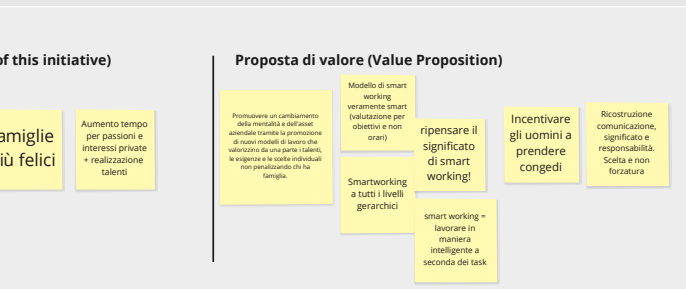 of this initiative)
amiglie
iù felici
Aumento tempo
per passioni e
interessi private
+ realizzazione
talenti
Proposta di valore (Value Proposition)
Promuovere un cambiamento
della mentalità e dell'asset
aziendale tramite la promozione
di nuovi modelli di lavoro che
valorizzino da una parte i talenti,
le esigenze e le scelte individuali
non penalizzando chi ha
famiglia.
Modello di smart
working
veramente smart
(valutazione per
obiettivi e non
orari)
Smartworking
a tutti i livelli
gerarchici
ripensare il
significato
di smart
working!
smart working =
lavorare in
maniera
intelligente a
seconda dei task
Incentivare
gli uomini a
prendere
congedi
Ricostruzione
comunicazione,
significato e
responsabilità.
Scelta e non
forzatura